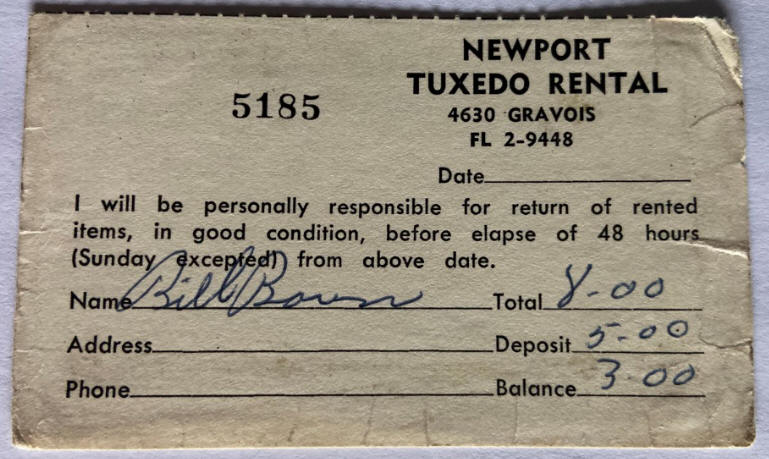 NEWPORT
TUXEDO RENTAL
5185
4630 GRAVOIS
FL 2-9448
Date
I will be personally responsible for return of rented
items, in good condition, before elapse of 48 hours
(Sunday excepted) from above date.
Name Bill Total 8-00
Address Deposit 5-00
Phone Balance 3.00